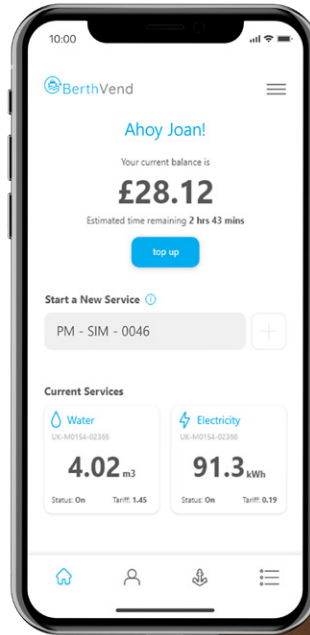 10:00
BerthVend
Ahoy Joan!
Your current balance is
£28.12
Estimated time remaining 2 hrs 43 mins
top up
Start a New Service
PM - SIM - 0046
Current Services
Water
UK-M0154-02366
4.02 m3
Status: On Tariff: 1.45
Electricity
UK-M0154-02366
91.3 kWh
Status: On Tariff: 0.19